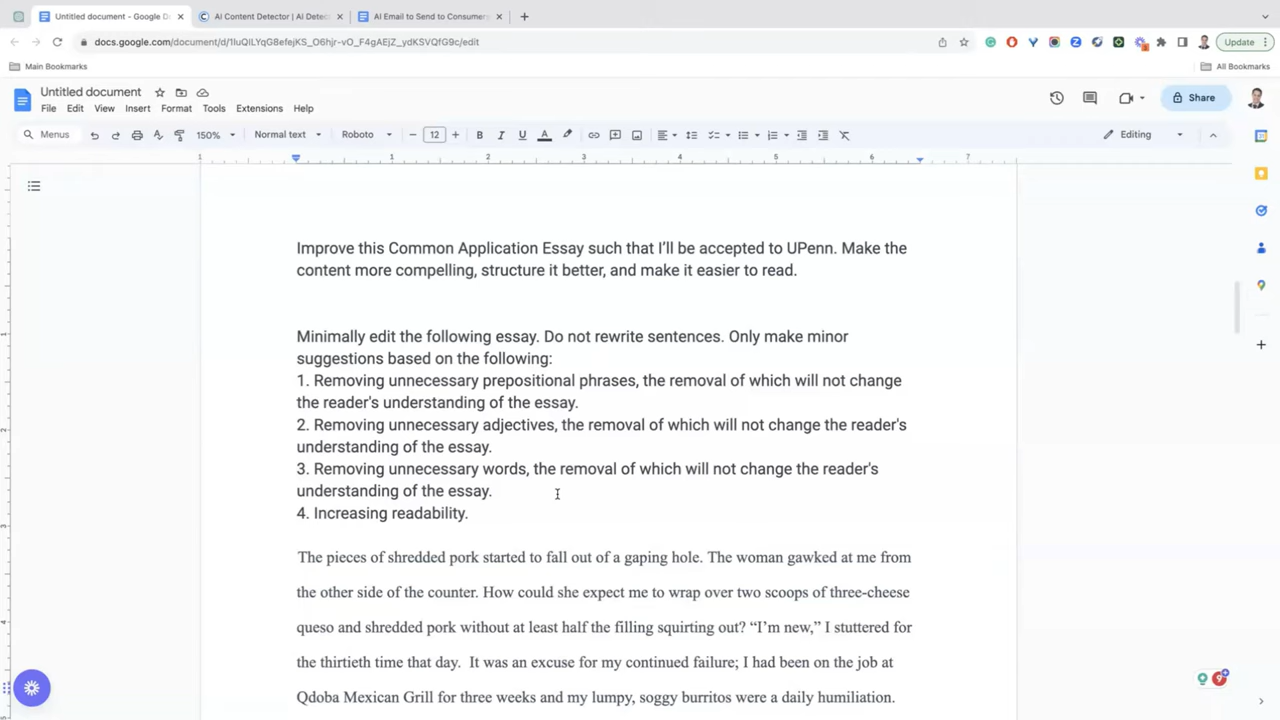 Untitled document - Google D
AI Content Detector | Ai Detec
AI Email to Send to Consumers
docs.google.com/document/d/1luQILYqG8efejKS_O6hjr-vO_F4gAEjZ_ydKSVQfG9c/edit
Update
Main Bookmarks
All Bookmarks
Untitled document
File Edit View Insert Format Tools Extensions Help
Share
Menus 150% Normal text Roboto 12 Editing
1 1 2 3 4 5 6 7
Improve this Common Application Essay such that I’ll be accepted to UPenn. Make the
content more compelling, structure it better, and make it easier to read.
Minimally edit the following essay. Do not rewrite sentences. Only make minor
suggestions based on the following:
1. Removing unnecessary prepositional phrases, the removal of which will not change
the reader's understanding of the essay.
2. Removing unnecessary adjectives, the removal of which will not change the reader's
understanding of the essay.
3. Removing unnecessary words, the removal of which will not change the reader's
understanding of the essay.
4. Increasing readability.
The pieces of shredded pork started to fall out of a gaping hole. The woman gawked at me from
the other side of the counter. How could she expect me to wrap over two scoops of three-cheese
queso and shredded pork without at least half the filling squirting out? “I’m new,” I stuttered for
the thirtieth time that day.  It was an excuse for my continued failure; I had been on the job at
Qdoba Mexican Grill for three weeks and my lumpy, soggy burritos were a daily humiliation.